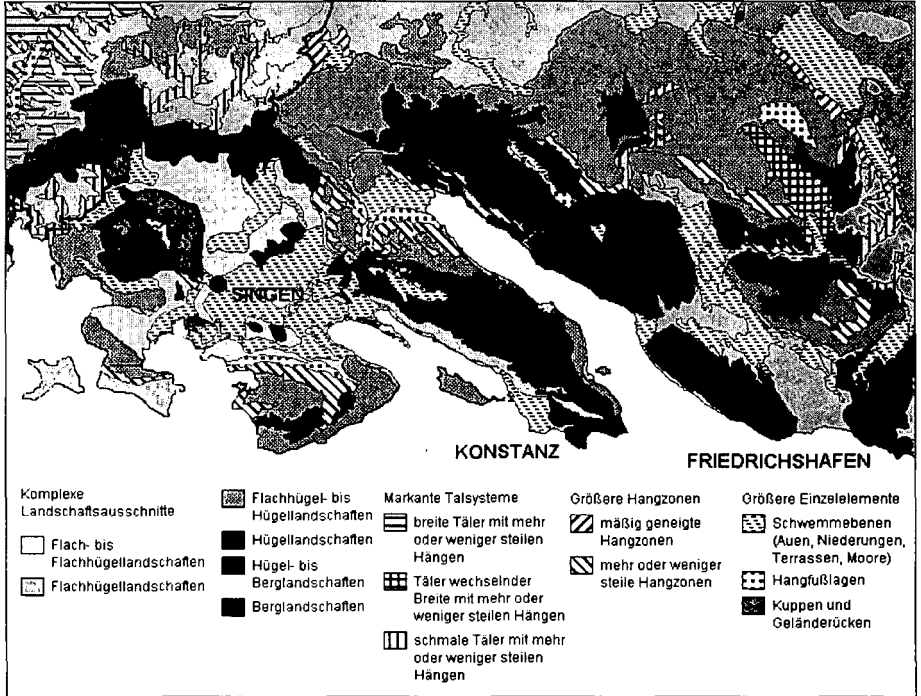 SINGEN
KONSTANZ
FRIEDRICHSHAFEN
Komplexe
Landschaftsausschnitte
Flach- bis
Flachhügellandschaften
Flachhügellandschaften
Flachhügel- bis
Hügellandschaften
Hügellandschaften
Hügel- bis
Berglandschaften
Berglandschaften
Markante Talsysteme
breite Täler mit mehr
oder weniger steilen
Hängen
Täler wechselnder
Breite mit mehr oder
weniger steilen Hängen
schmale Täler mit mehr
oder weniger steilen
Hängen
Größere Hangzonen
mäßig geneigte
Hangzonen
mehr oder weniger
steile Hangzonen
Größere Einzelelemente
Schwemmebenen
(Auen, Niederungen,
Terrassen, Moore)
Hangfußlagen
Kuppen und
Geländerücken